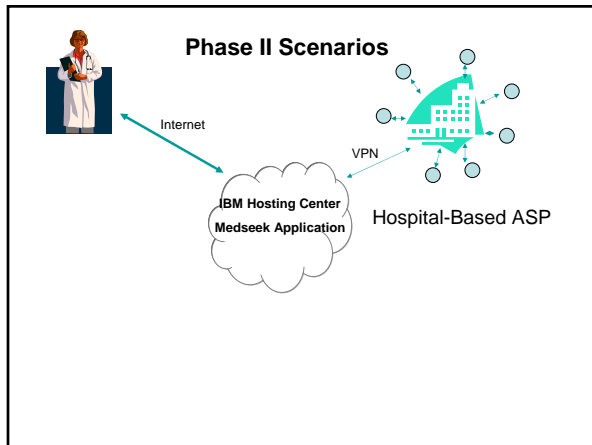 Phase II Scenarios
Internet
VPN
IBM Hosting Center
Medseek Application
Hospital-Based ASP